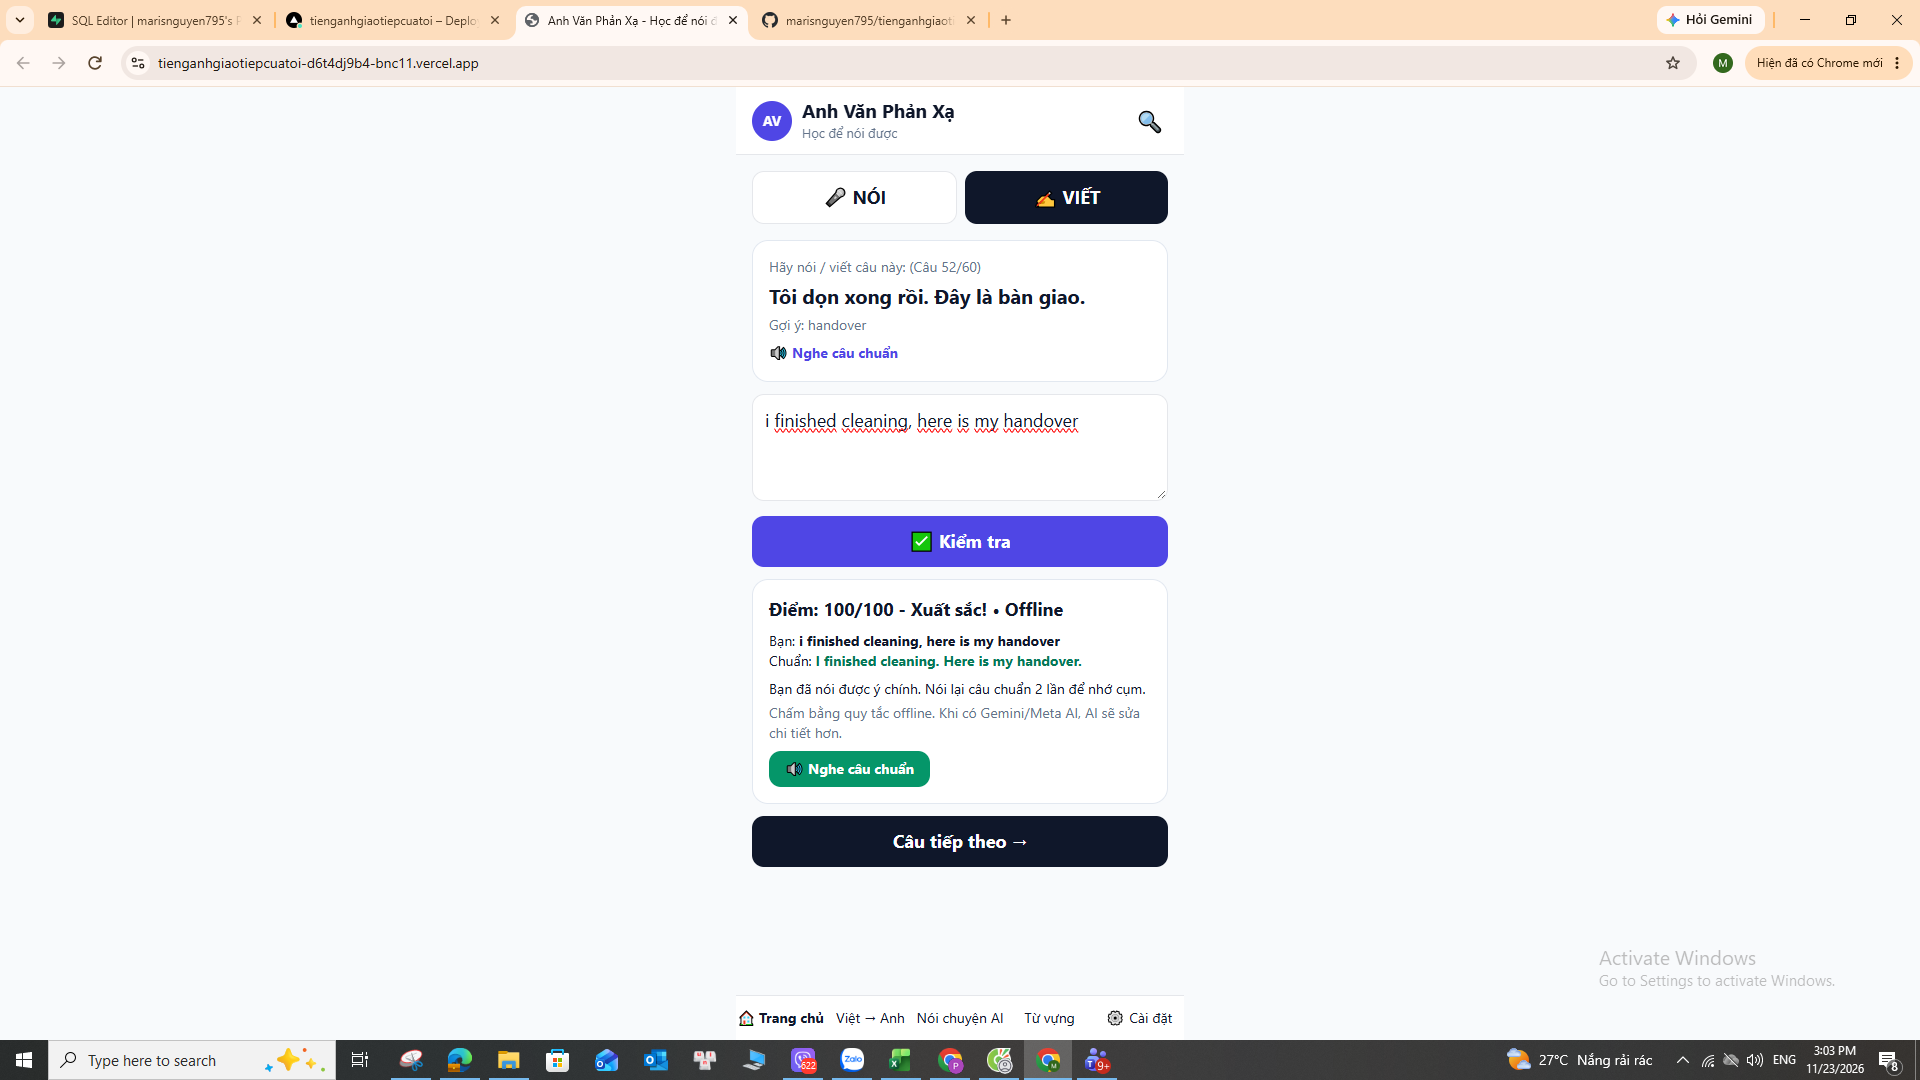 SQL Editor | marisnguyen795's P
tienganhgiaotiepcuatoi – Deplo
Anh Văn Phản Xạ - Học để nói đ
marisnguyen795/tienganhgiaoti
Hỏi Gemini
tienganhgiaotiepcuatoi-d6t4dj9b4-bnc11.vercel.app
M
Hiện đã có Chrome mới
AV
Anh Văn Phản Xạ
Học để nói được
NÓI
VIẾT
Hãy nói / viết câu này: (Câu 52/60)
Tôi dọn xong rồi. Đây là bàn giao.
Gợi ý: handover
Nghe câu chuẩn
i finished cleaning, here is my handover
Kiểm tra
Điểm: 100/100 - Xuất sắc! • Offline
Bạn: i finished cleaning, here is my handover
Chuẩn: I finished cleaning. Here is my handover.
Bạn đã nói được ý chính. Nói lại câu chuẩn 2 lần để nhớ cụm.
Chấm bằng quy tắc offline. Khi có Gemini/Meta AI, AI sẽ sửa
chi tiết hơn.
Nghe câu chuẩn
Câu tiếp theo →
Activate Windows
Go to Settings to activate Windows.
Trang chủ Việt → Anh Nói chuyện AI Từ vựng Cài đặt
Type here to search
622
Zalo
P
M
9+
27°C Nắng rải rác
ENG
3:03 PM
11/23/2026
8